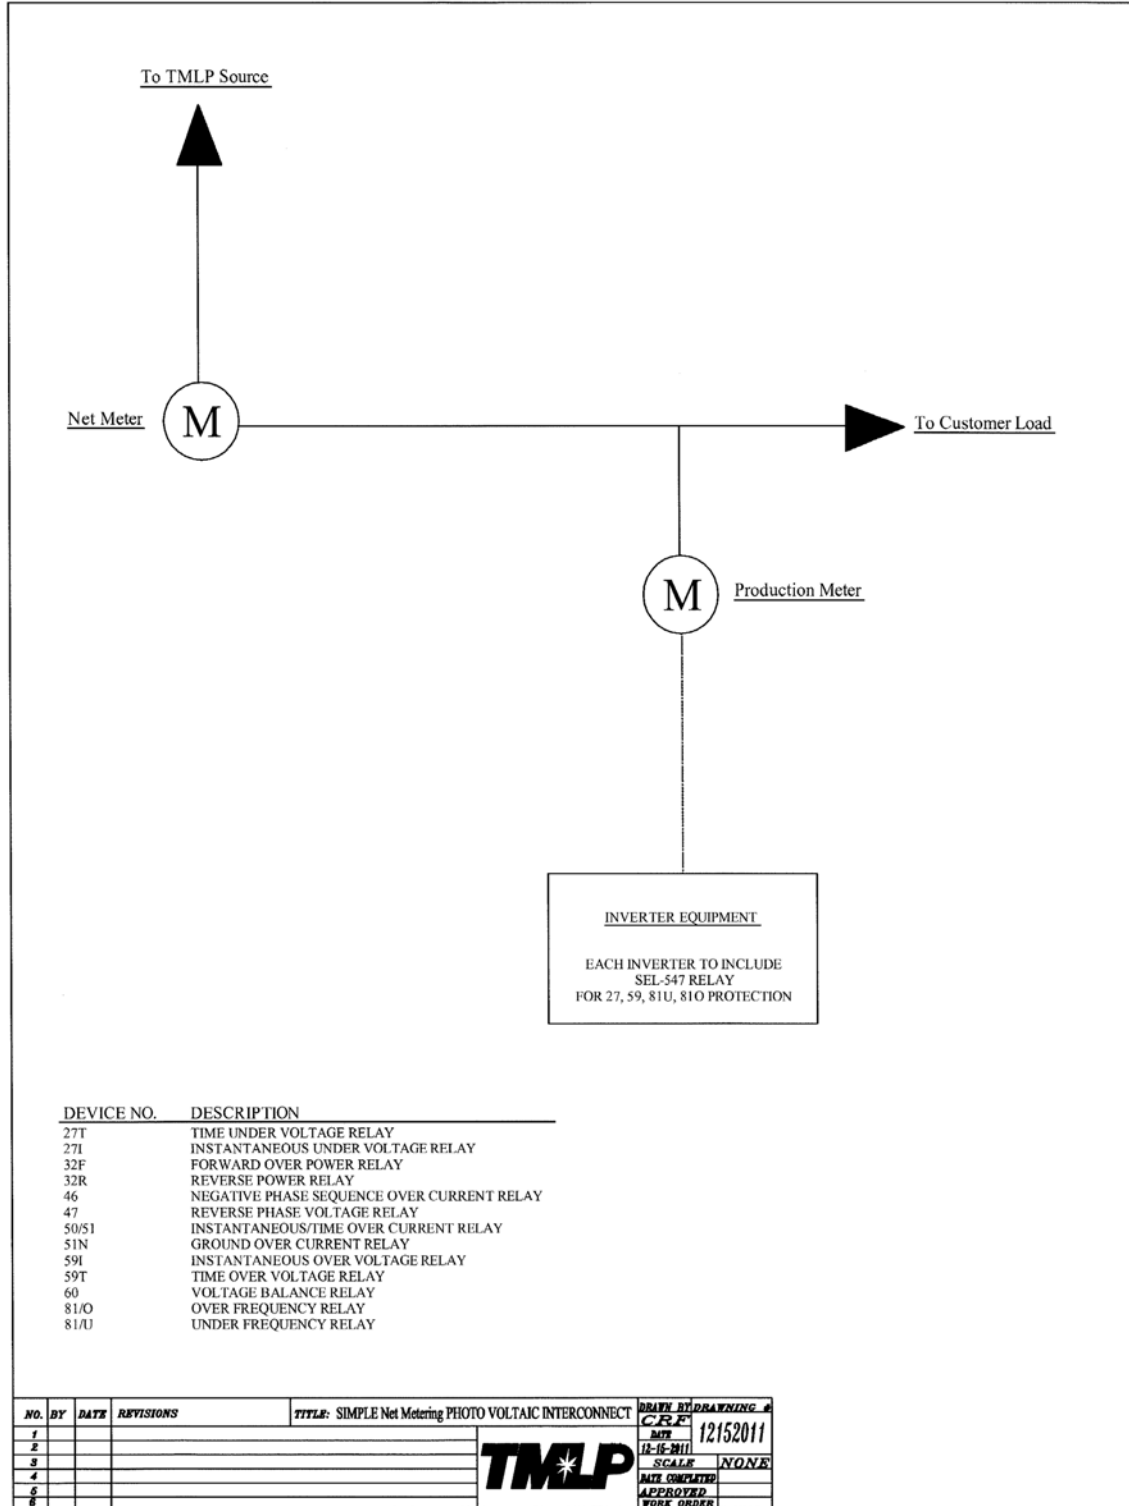 To TMLP Source
Net Meter
M
To Customer Load
M
Production Meter
INVERTER EQUIPMENT
EACH INVERTER TO INCLUDE
SEL-547 RELAY
FOR 27, 59, 81U, 81O PROTECTION
DEVICE NO. DESCRIPTION
27T TIME UNDER VOLTAGE RELAY
27I INSTANTANEOUS UNDER VOLTAGE RELAY
32F FORWARD OVER POWER RELAY
32R REVERSE POWER RELAY
46 NEGATIVE PHASE SEQUENCE OVER CURRENT RELAY
47 REVERSE PHASE VOLTAGE RELAY
50/51 INSTANTANEOUS/TIME OVER CURRENT RELAY
51N GROUND OVER CURRENT RELAY
59I INSTANTANEOUS OVER VOLTAGE RELAY
59T TIME OVER VOLTAGE RELAY
60 VOLTAGE BALANCE RELAY
81/O OVER FREQUENCY RELAY
81/U UNDER FREQUENCY RELAY
NO. BY DATE REVISIONS TITLE: SIMPLE Net Metering PHOTO VOLTAIC INTERCONNECT
1
2
3
4
5
6
TMLP
DRAWN BY DRAWNING #
CRF
DATE 12152011
12-15-2011
SCALE NONE
DATE COMPLETED
APPROVED
WORK ORDER